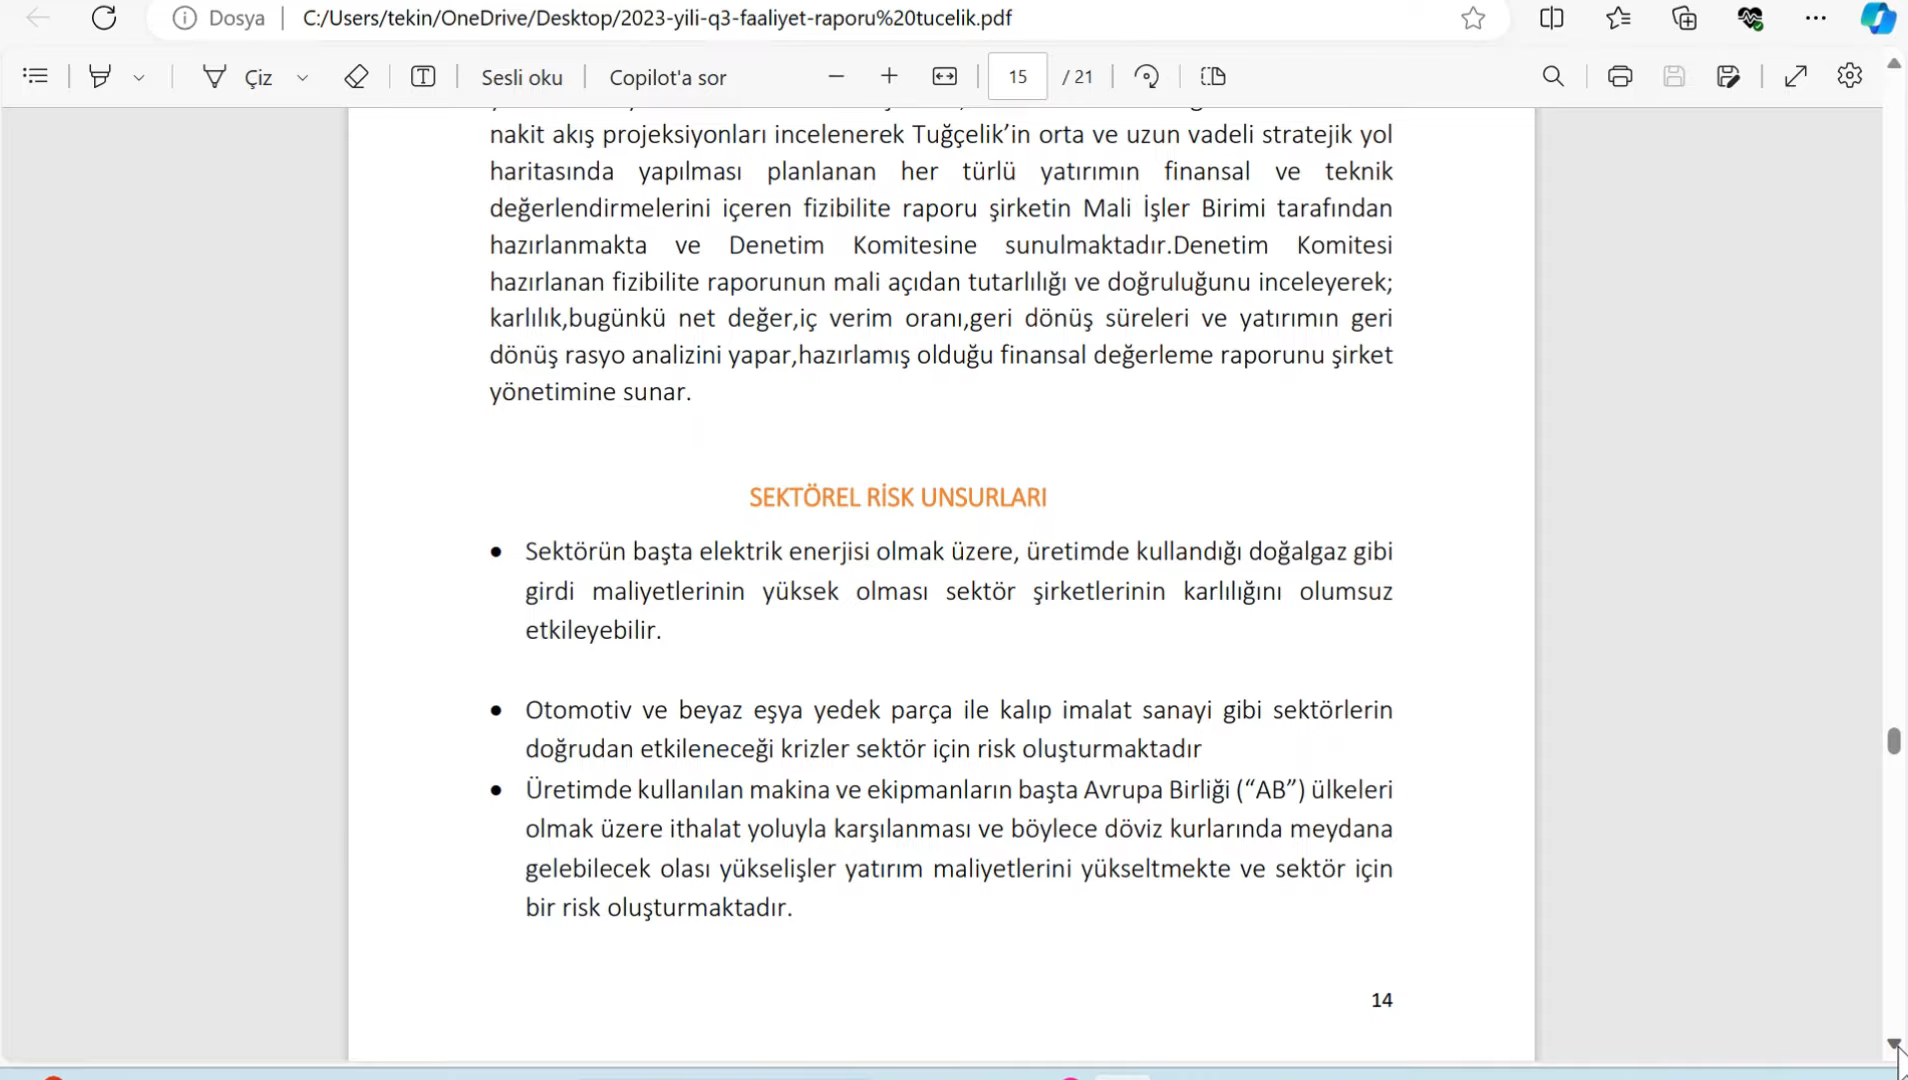 Dosya
C:/Users/tekin/OneDrive/Desktop/2023-yili-q3-faaliyet-raporu%20tucelik.pdf
Çiz
Sesli oku
Copilot'a sor
15 / 21
nakit akış projeksiyonları incelenerek Tuğçelik’in orta ve uzun vadeli stratejik yol
haritasında yapılması planlanan her türlü yatırımın finansal ve teknik
değerlendirmelerini içeren fizibilite raporu şirketin Mali İşler Birimi tarafından
hazırlanmakta ve Denetim Komitesine sunulmaktadır.Denetim Komitesi
hazırlanan fizibilite raporunun mali açıdan tutarlılığı ve doğruluğunu inceleyerek;
karlılık,bugünkü net değer,iç verim oranı,geri dönüş süreleri ve yatırımın geri
dönüş rasyo analizini yapar,hazırlamış olduğu finansal değerleme raporunu şirket
yönetimine sunar.
SEKTÖREL RİSK UNSURLARI
• Sektörün başta elektrik enerjisi olmak üzere, üretimde kullandığı doğalgaz gibi
girdi maliyetlerinin yüksek olması sektör şirketlerinin karlılığını olumsuz
etkileyebilir.
• Otomotiv ve beyaz eşya yedek parça ile kalıp imalat sanayi gibi sektörlerin
doğrudan etkileneceği krizler sektör için risk oluşturmaktadır
• Üretimde kullanılan makina ve ekipmanların başta Avrupa Birliği (“AB”) ülkeleri
olmak üzere ithalat yoluyla karşılanması ve böylece döviz kurlarında meydana
gelebilecek olası yükselişler yatırım maliyetlerini yükseltmekte ve sektör için
bir risk oluşturmaktadır.
14